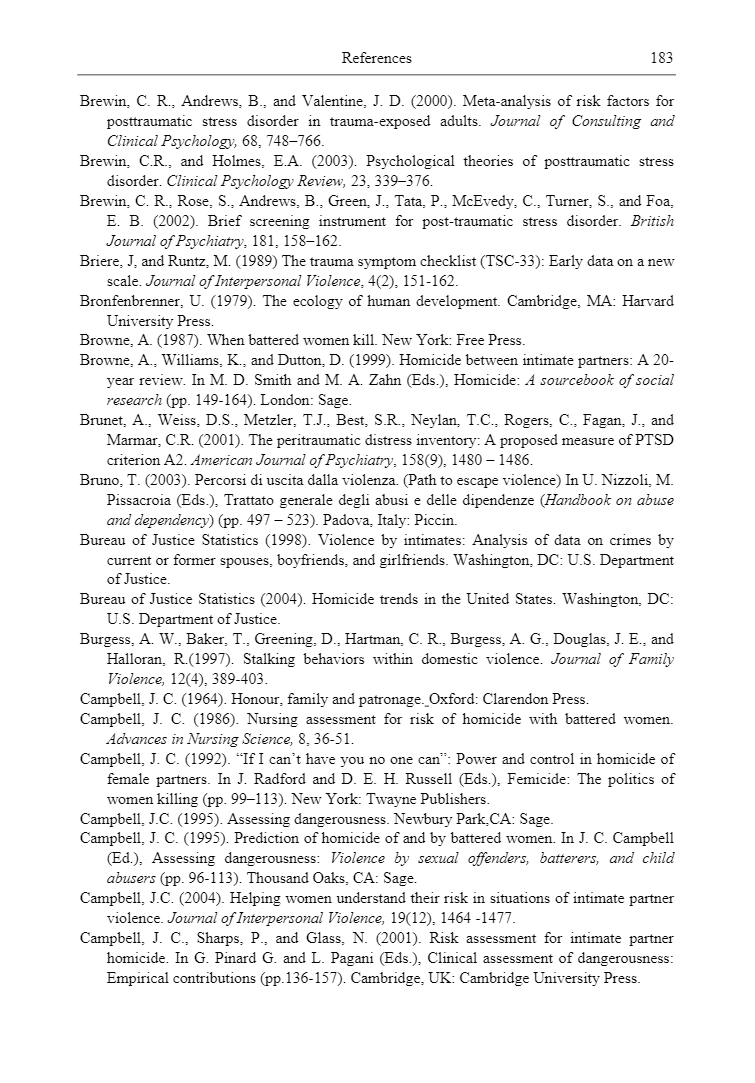 References 183
Brewin, C. R., Andrews, B., and Valentine, J. D. (2000). Meta-analysis of risk factors for
posttraumatic stress disorder in trauma-exposed adults. Journal of Consulting and
Clinical Psychology, 68, 748–766.
Brewin, C.R., and Holmes, E.A. (2003). Psychological theories of posttraumatic stress
disorder. Clinical Psychology Review, 23, 339–376.
Brewin, C. R., Rose, S., Andrews, B., Green, J., Tata, P., McEvedy, C., Turner, S., and Foa,
E. B. (2002). Brief screening instrument for post-traumatic stress disorder. British
Journal of Psychiatry, 181, 158–162.
Briere, J, and Runtz, M. (1989) The trauma symptom checklist (TSC-33): Early data on a new
scale. Journal of Interpersonal Violence, 4(2), 151-162.
Bronfenbrenner, U. (1979). The ecology of human development. Cambridge, MA: Harvard
University Press.
Browne, A. (1987). When battered women kill. New York: Free Press.
Browne, A., Williams, K., and Dutton, D. (1999). Homicide between intimate partners: A 20-
year review. In M. D. Smith and M. A. Zahn (Eds.), Homicide: A sourcebook of social
research (pp. 149-164). London: Sage.
Brunet, A., Weiss, D.S., Metzler, T.J., Best, S.R., Neylan, T.C., Rogers, C., Fagan, J., and
Marmar, C.R. (2001). The peritraumatic distress inventory: A proposed measure of PTSD
criterion A2. American Journal of Psychiatry, 158(9), 1480 – 1486.
Bruno, T. (2003). Percorsi di uscita dalla violenza. (Path to escape violence) In U. Nizzoli, M.
Pissacroia (Eds.), Trattato generale degli abusi e delle dipendenze (Handbook on abuse
and dependency) (pp. 497 – 523). Padova, Italy: Piccin.
Bureau of Justice Statistics (1998). Violence by intimates: Analysis of data on crimes by
current or former spouses, boyfriends, and girlfriends. Washington, DC: U.S. Department
of Justice.
Bureau of Justice Statistics (2004). Homicide trends in the United States. Washington, DC:
U.S. Department of Justice.
Burgess, A. W., Baker, T., Greening, D., Hartman, C. R., Burgess, A. G., Douglas, J. E., and
Halloran, R.(1997). Stalking behaviors within domestic violence. Journal of Family
Violence, 12(4), 389-403.
Campbell, J. C. (1964). Honour, family and patronage. Oxford: Clarendon Press.
Campbell, J. C. (1986). Nursing assessment for risk of homicide with battered women.
Advances in Nursing Science, 8, 36-51.
Campbell, J. C. (1992). “If I can’t have you no one can”: Power and control in homicide of
female partners. In J. Radford and D. E. H. Russell (Eds.), Femicide: The politics of
women killing (pp. 99–113). New York: Twayne Publishers.
Campbell, J.C. (1995). Assessing dangerousness. Newbury Park,CA: Sage.
Campbell, J. C. (1995). Prediction of homicide of and by battered women. In J. C. Campbell
(Ed.), Assessing dangerousness: Violence by sexual offenders, batterers, and child
abusers (pp. 96-113). Thousand Oaks, CA: Sage.
Campbell, J.C. (2004). Helping women understand their risk in situations of intimate partner
violence. Journal of Interpersonal Violence, 19(12), 1464 -1477.
Campbell, J. C., Sharps, P., and Glass, N. (2001). Risk assessment for intimate partner
homicide. In G. Pinard G. and L. Pagani (Eds.), Clinical assessment of dangerousness:
Empirical contributions (pp.136-157). Cambridge, UK: Cambridge University Press.